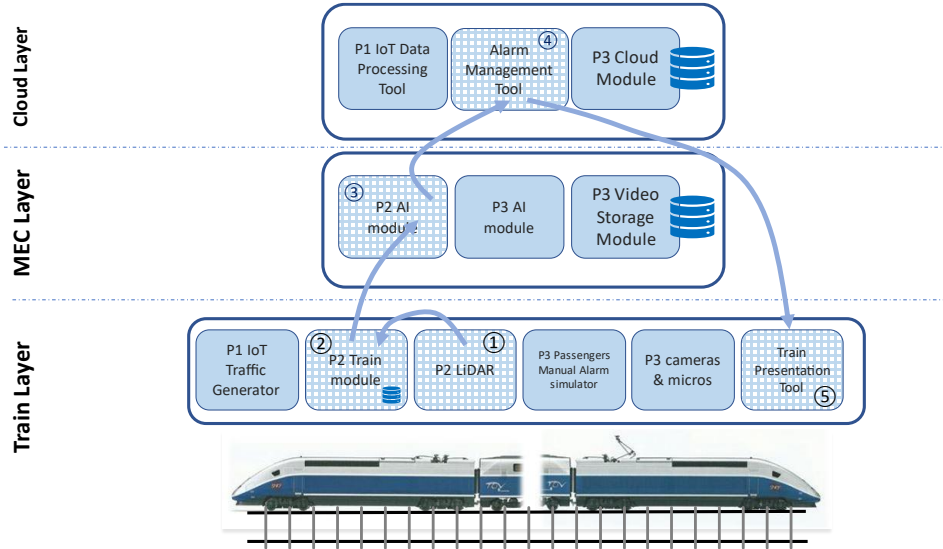 Cloud Layer
P1 IoT Data
Processing
Tool
④
Alarm
Management
Tool
P3 Cloud
Module
MEC Layer
③
P2 AI
module
P3 AI
module
P3 Video
Storage
Module
Train Layer
P1 IoT
Traffic
Generator
②
P2 Train
module
①
P2 LiDAR
P3 Passengers
Manual Alarm
simulator
P3 cameras
& micros
Train
Presentation
Tool
⑤